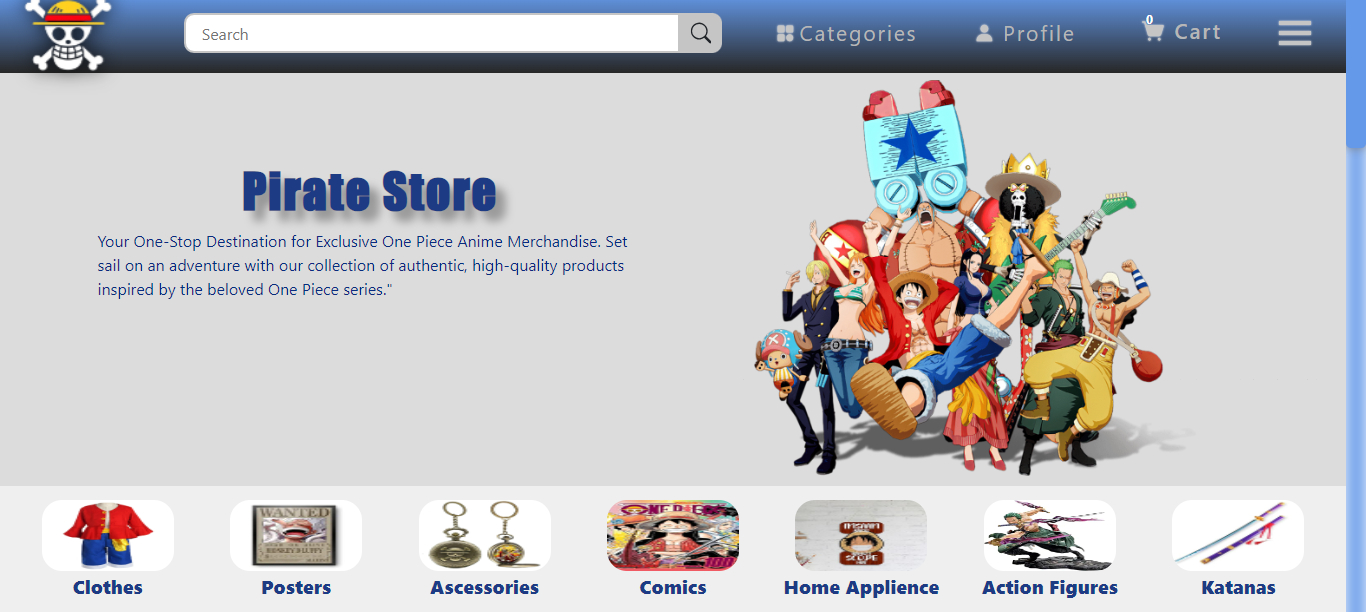 Search
Categories
Profile
0
Cart
Pirate Store
Your One-Stop Destination for Exclusive One Piece Anime Merchandise. Set
sail on an adventure with our collection of authentic, high-quality products
inspired by the beloved One Piece series."
WANTED
MONKEY·D·LUFFY
ONE PIECE
100
Clothes
Posters
Ascessories
Comics
Home Applience
Action Figures
Katanas